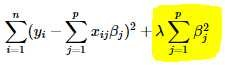 \sum_{i=1}^{n}(y_i - \sum_{j=1}^{p} x_{ij}\beta_j)^2 + \lambda \sum_{j=1}^{p} \beta_j^2